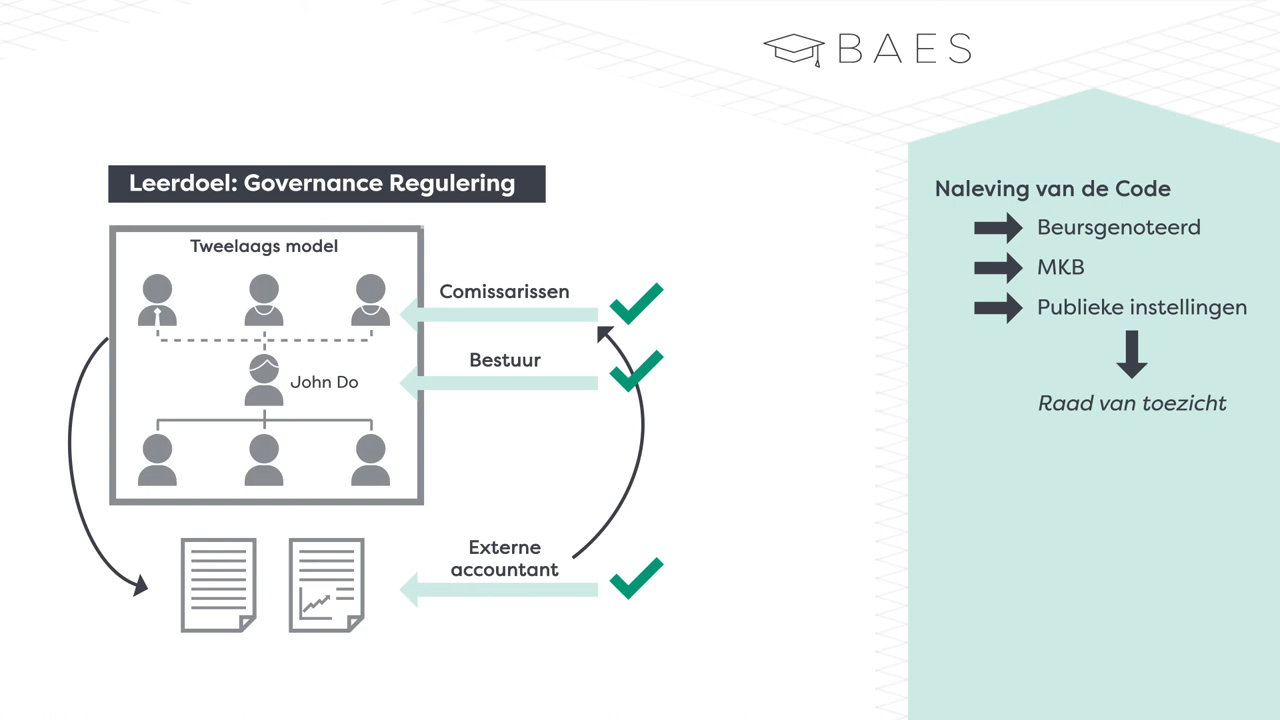 BAES
Leerdoel: Governance Regulering
Tweelaags model
Comissarissen
Bestuur
John Do
Externe
accountant
Naleving van de Code
Beursgenoteerd
MKB
Publieke instellingen
Raad van toezicht